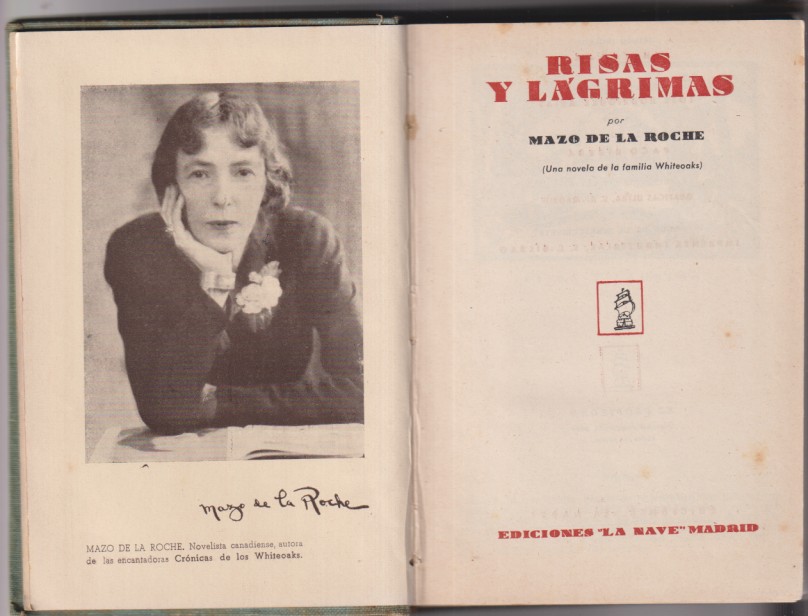 Mazo de la Roche
MAZO DE LA ROCHE. Novelista canadiense, autora
de las encantadoras Crónicas de los Whiteoaks.
RISAS
Y LÁGRIMAS
por
MAZO DE LA ROCHE
(Una novela de la familia Whiteoaks)
EDICIONES "LA NAVE" MADRID